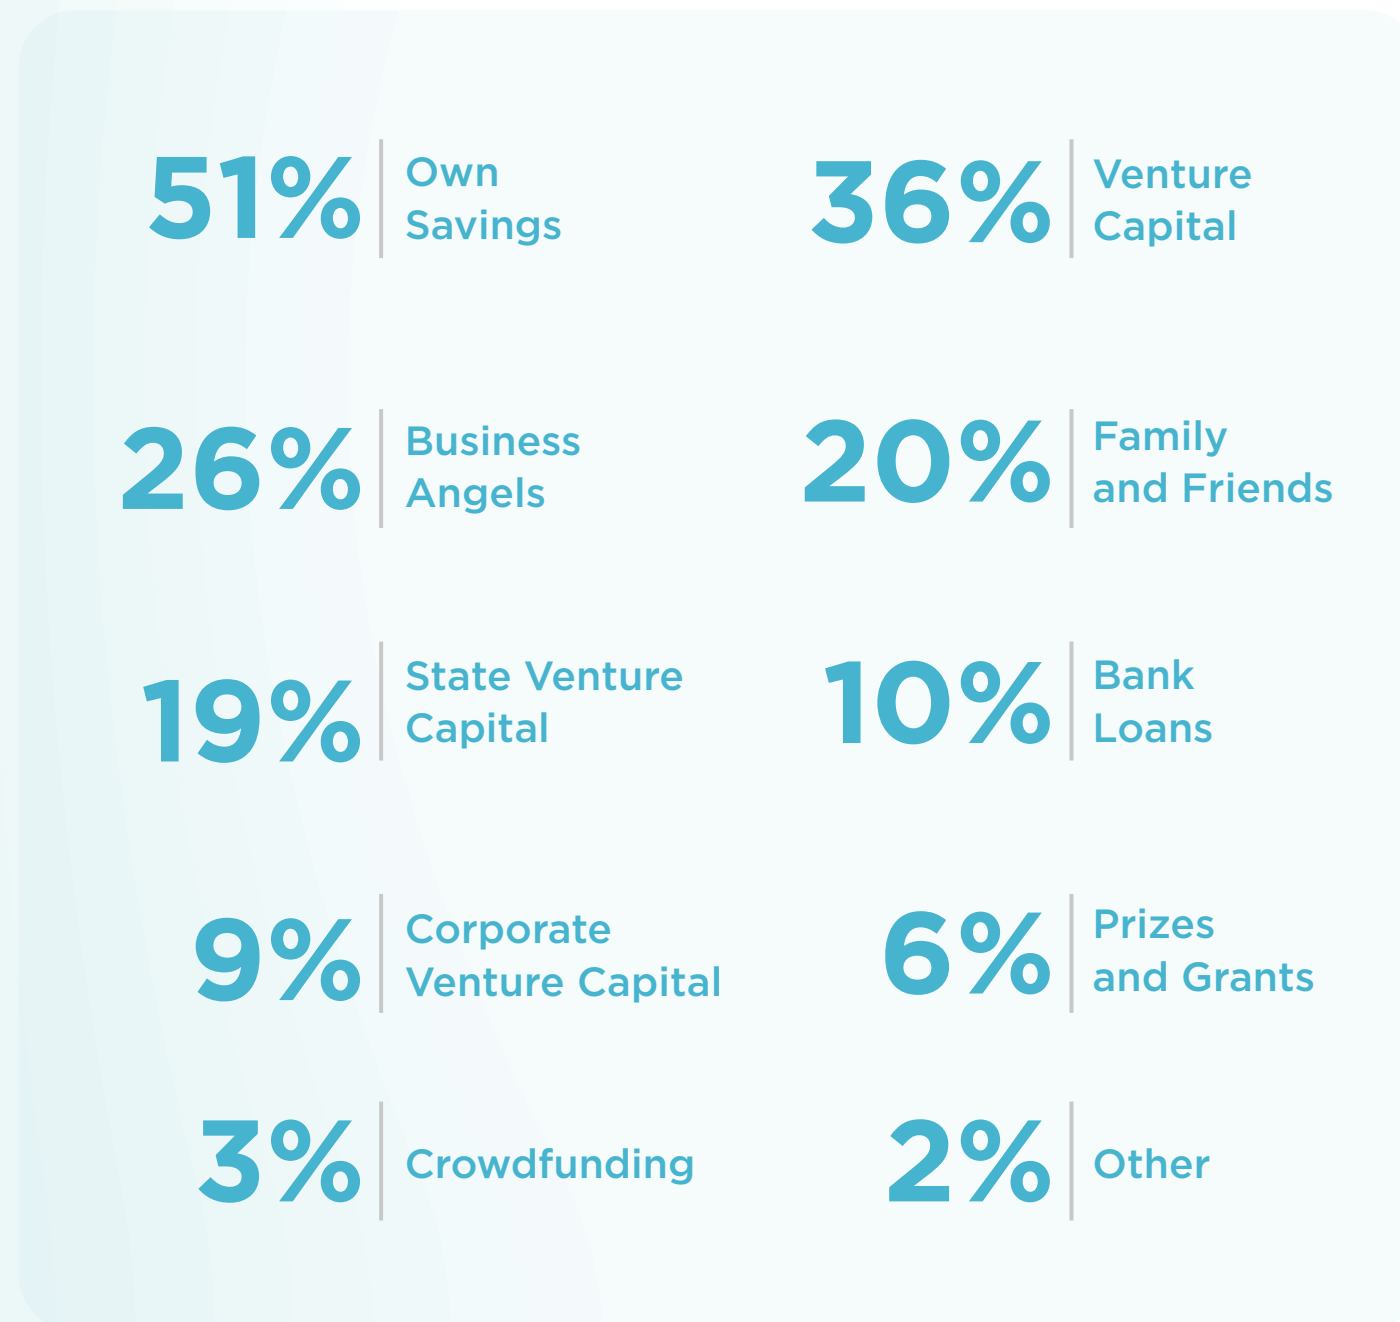 51%
Own
Savings
36%
Venture
Capital
26%
Business
Angels
20%
Family
and Friends
19%
State Venture
Capital
10%
Bank
Loans
9%
Corporate
Venture Capital
6%
Prizes
and Grants
3%
Crowdfunding
2%
Other